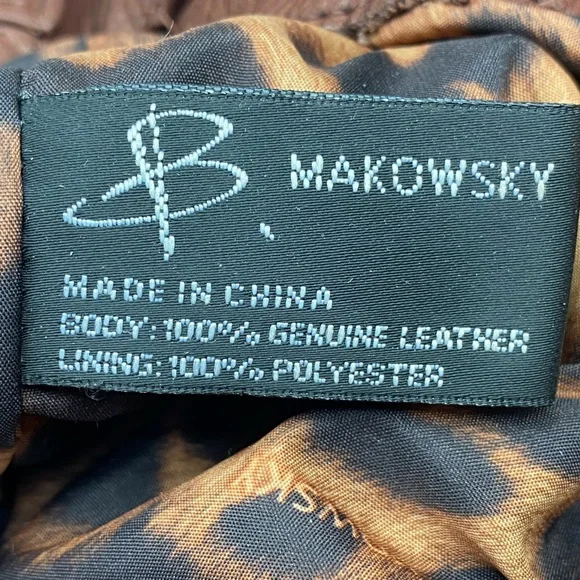 B. MAKOWSKY
MADE IN CHINA
BODY: 100% GENUINE LEATHER
LINING: 100% POLYESTER